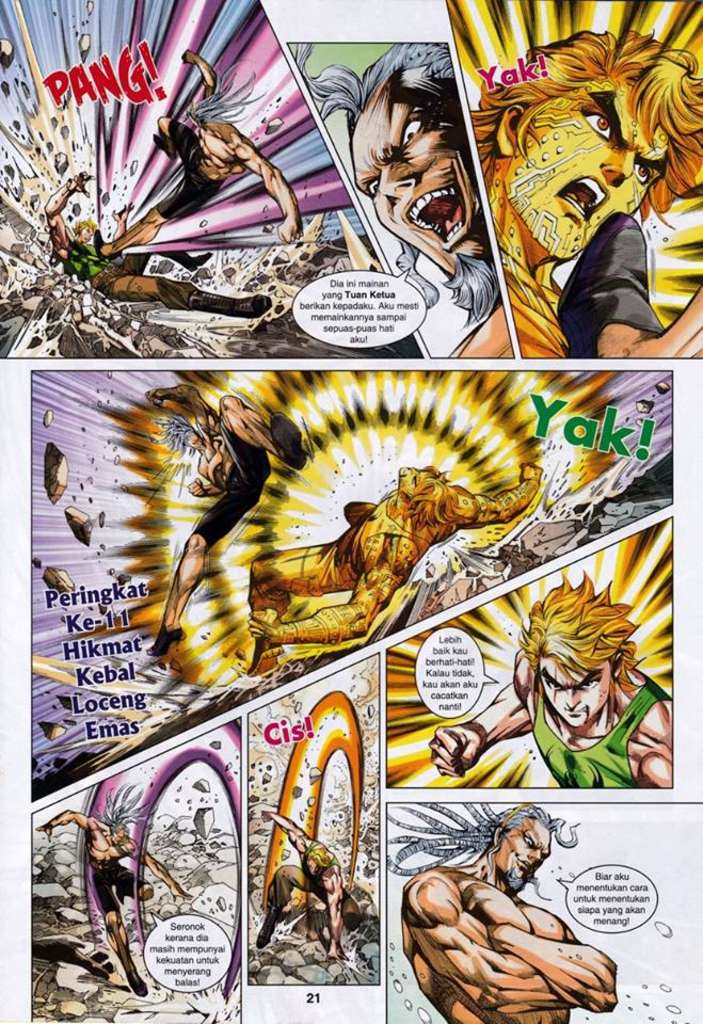 PANG!
Dia ini mainan
yang Tuan Ketua
berikan kepadaku. Aku mesti
memainkannya sampai
sepuas-puas hati
aku!
Yak!
Yak!
Peringkat
Ke-11
Hikmat
Kebal
Loceng
Emas
Lebih
baik kau
berhati-hati!
Kalau tidak,
kau akan aku
cacatkan
nanti!
Seronok
kerana dia
masih mempunyai
kekuatan untuk
menyerang
balas!
Cis!
Biar aku
menentukan cara
untuk menentukan
siapa yang akan
menang!
21